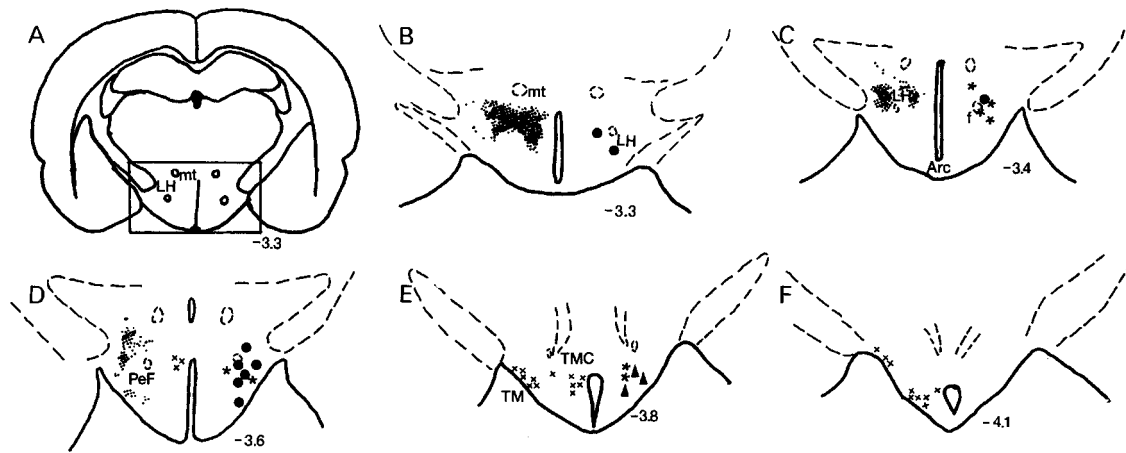 A
mt
LH
-3.3
B
mt
LH
-3.3
C
LH
f
Arc
-3.4
D
PeF
-3.6
E
TMC
TM
-3.8
F
-4.1